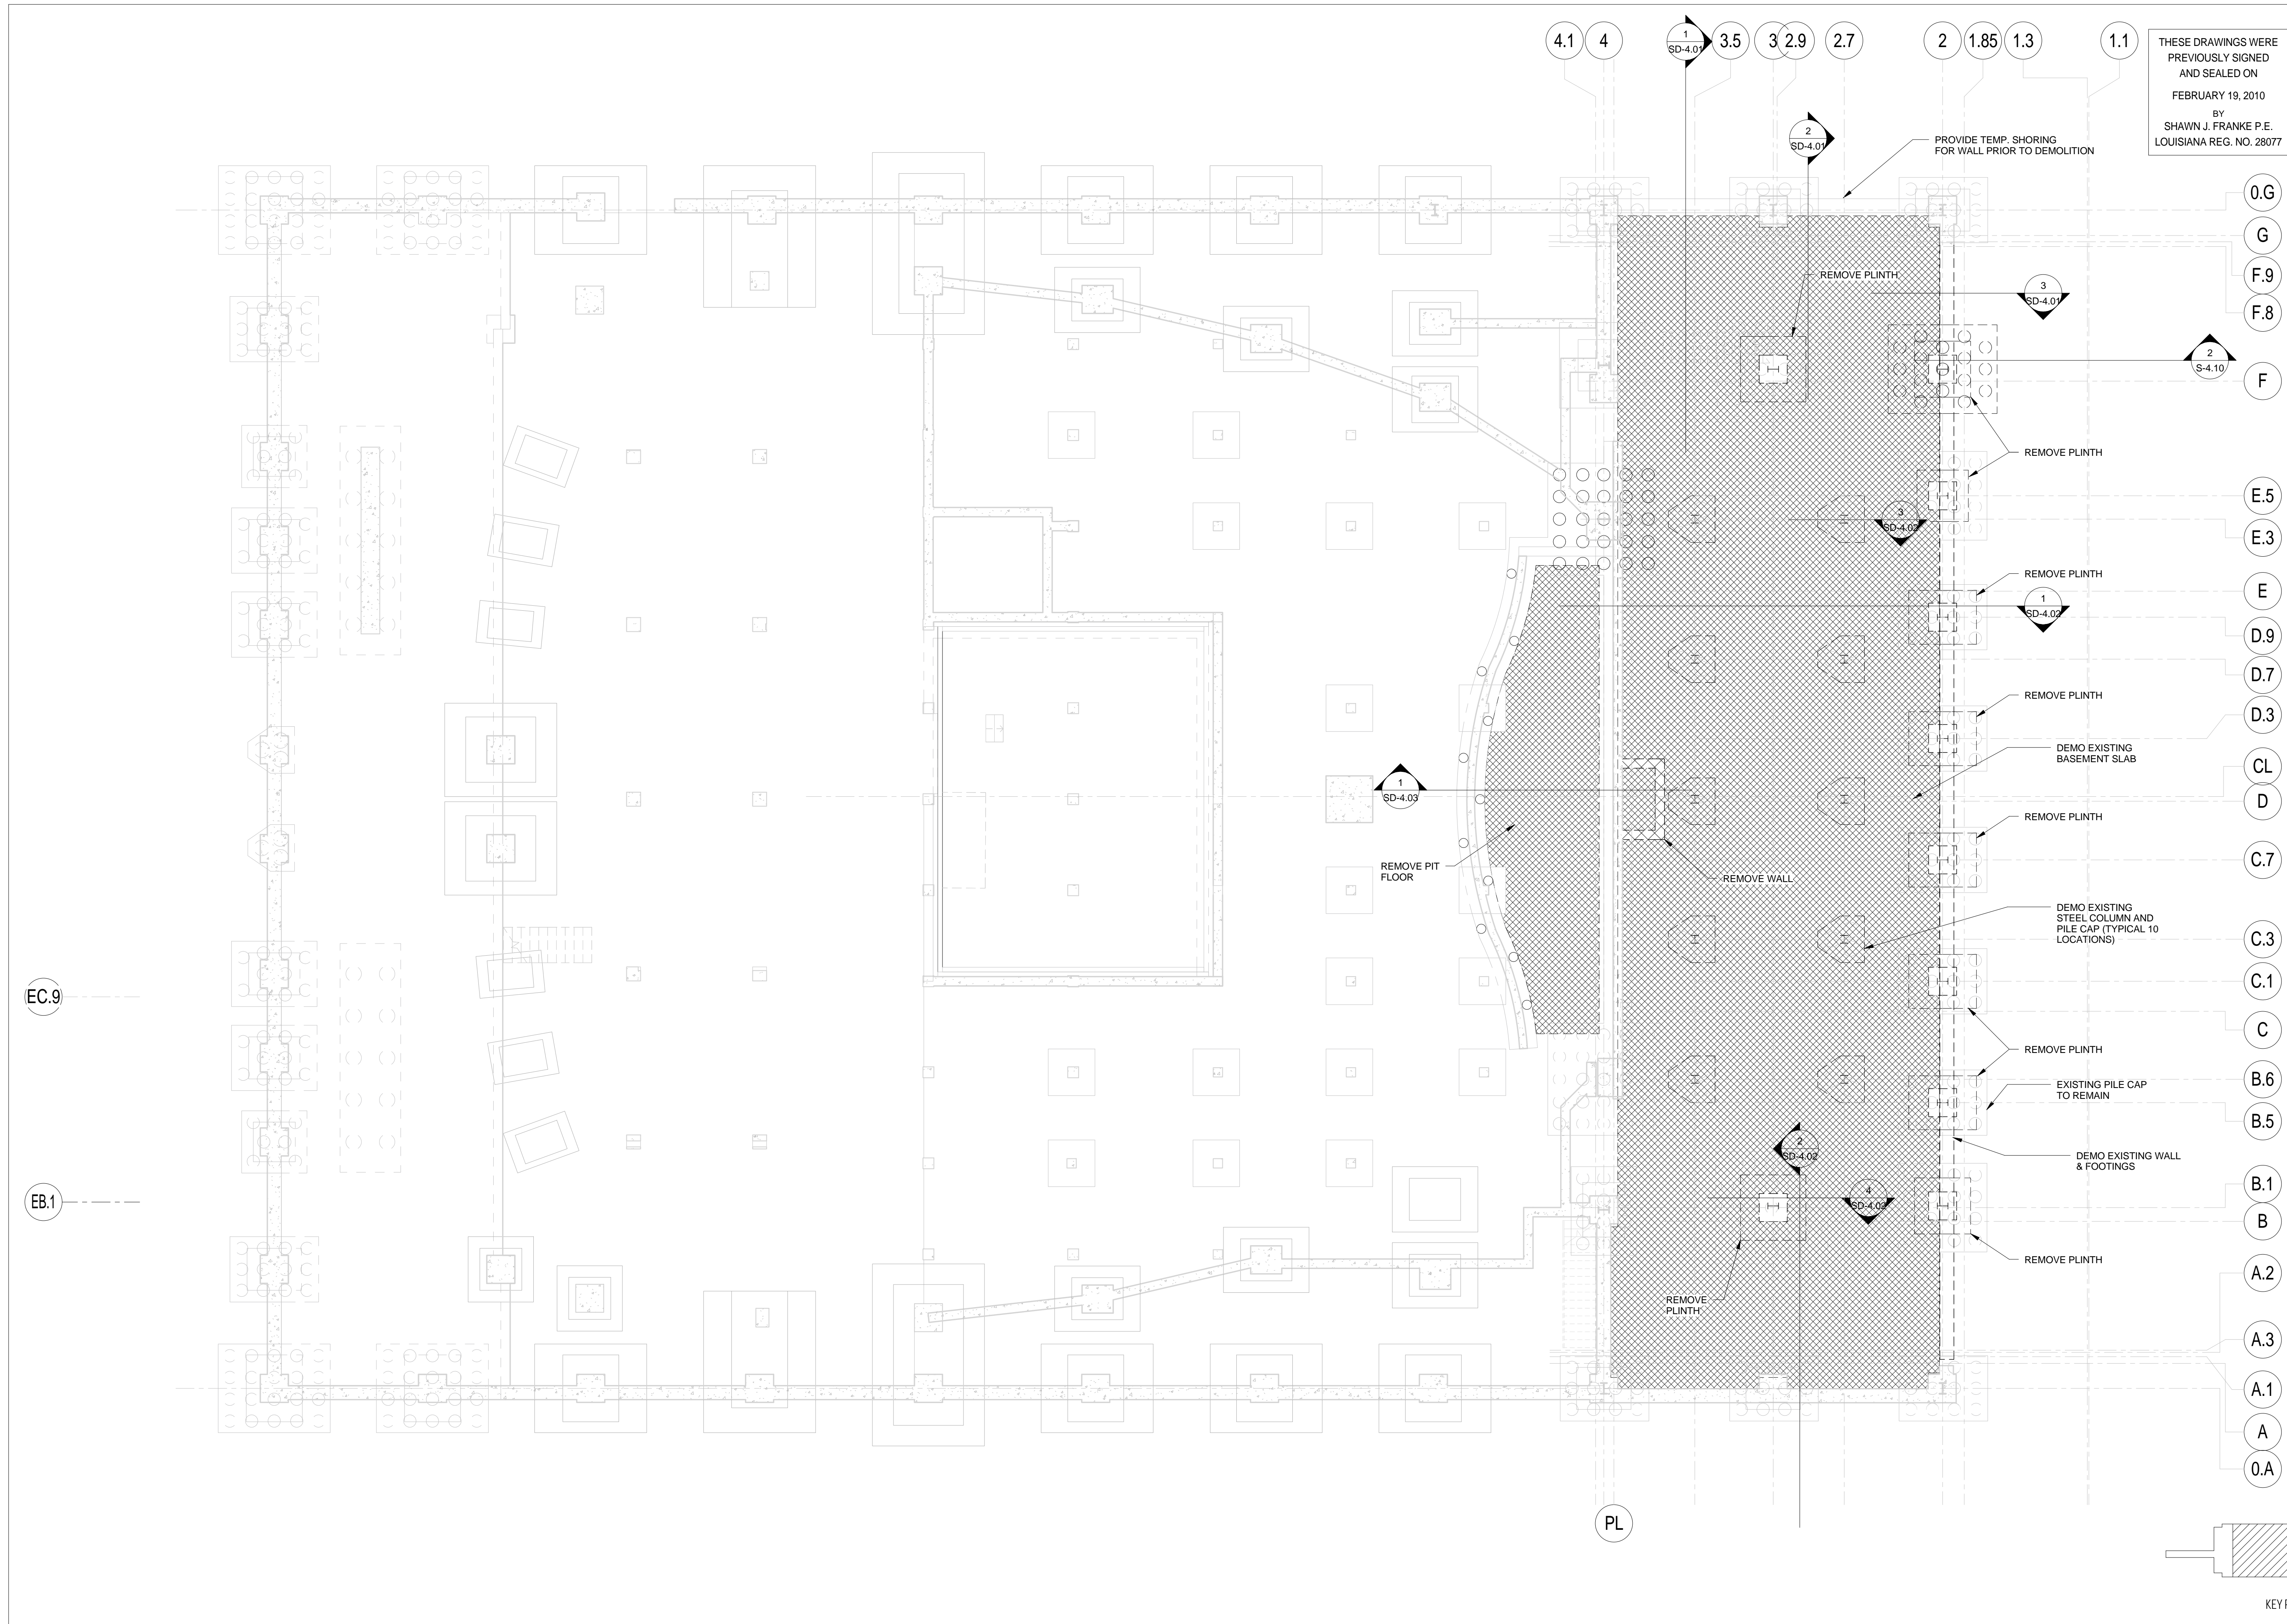 4.1
4
1
SD-4.01
3.5
3
2.9
2.7
2
1.85
1.3
1.1
THESE DRAWINGS WERE
PREVIOUSLY SIGNED
AND SEALED ON
FEBRUARY 19, 2010
BY
SHAWN J. FRANKE P.E.
LOUISIANA REG. NO. 28077
2
SD-4.01
PROVIDE TEMP. SHORING
FOR WALL PRIOR TO DEMOLITION
0.G
G
REMOVE PLINTH
F.9
3
SD-4.01
F.8
2
S-4.10
F
REMOVE PLINTH
E.5
3
SD-4.02
E.3
REMOVE PLINTH
E
1
SD-4.02
D.9
D.7
REMOVE PLINTH
D.3
DEMO EXISTING
BASEMENT SLAB
CL
1
SD-4.03
D
REMOVE PLINTH
REMOVE PIT
FLOOR
C.7
REMOVE WALL
DEMO EXISTING
STEEL COLUMN AND
PILE CAP (TYPICAL 10
LOCATIONS)
C.3
C.1
EC.9
C
REMOVE PLINTH
B.6
EXISTING PILE CAP
TO REMAIN
B.5
2
SD-4.02
DEMO EXISTING WALL
& FOOTINGS
B.1
4
SD-4.02
EB.1
B
REMOVE PLINTH
A.2
REMOVE
PLINTH
A.3
A.1
A
0.A
PL
KEY